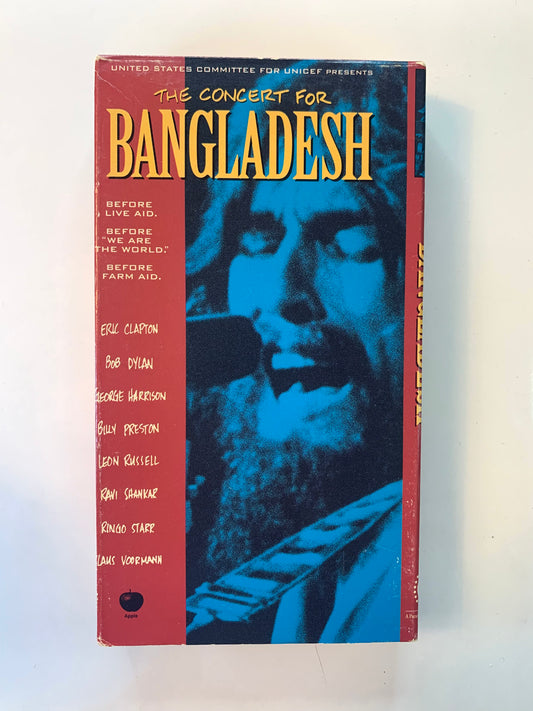 UNITED STATES COMMITTEE FOR UNICEF PRESENTS
THE CONCERT FOR
BANGLADESH
BEFORE
LIVE AID.
BEFORE
"WE ARE
THE WORLD."
BEFORE
FARM AID.
ERIC CLAPTON
BOB DYLAN
GEORGE HARRISON
BILLY PRESTON
LEON RUSSELL
RAVI SHANKAR
RINGO STARR
KLAUS VOORMANN
Apple
BANGLADESH